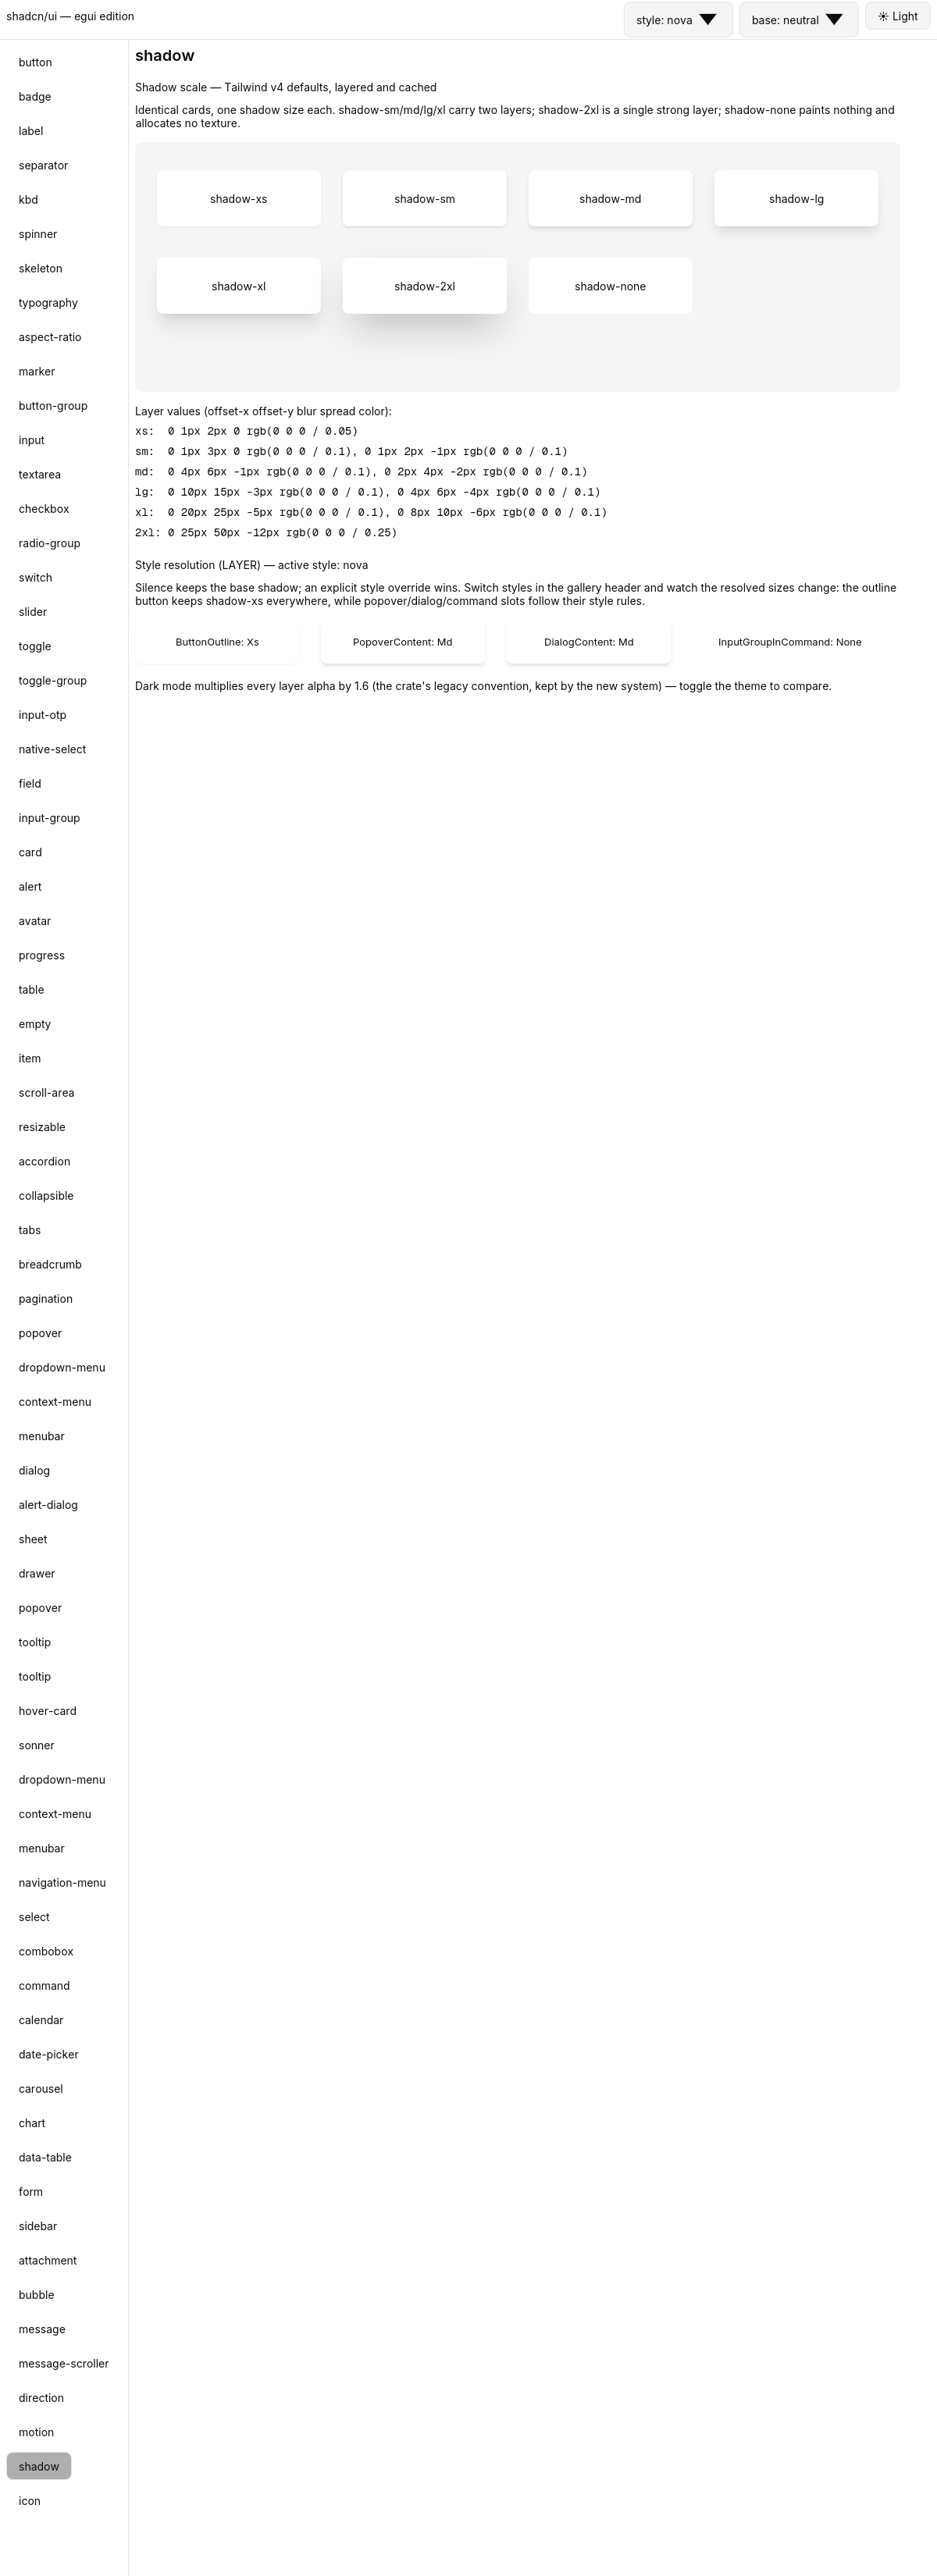 shadcn/ui — egui edition
style: nova
base: neutral
☀ Light
button
badge
label
separator
kbd
spinner
skeleton
typography
aspect-ratio
marker
button-group
input
textarea
checkbox
radio-group
switch
slider
toggle
toggle-group
input-otp
native-select
field
input-group
card
alert
avatar
progress
table
empty
item
scroll-area
resizable
accordion
collapsible
tabs
breadcrumb
pagination
popover
dropdown-menu
context-menu
menubar
dialog
alert-dialog
sheet
drawer
popover
tooltip
tooltip
hover-card
sonner
dropdown-menu
context-menu
menubar
navigation-menu
select
combobox
command
calendar
date-picker
carousel
chart
data-table
form
sidebar
attachment
bubble
message
message-scroller
direction
motion
shadow
icon
shadow
Shadow scale — Tailwind v4 defaults, layered and cached
Identical cards, one shadow size each. shadow-sm/md/lg/xl carry two layers; shadow-2xl is a single strong layer; shadow-none paints nothing and
allocates no texture.
shadow-xs
shadow-sm
shadow-md
shadow-lg
shadow-xl
shadow-2xl
shadow-none
Layer values (offset-x offset-y blur spread color):
xs:  0 1px 2px 0 rgb(0 0 0 / 0.05)
sm:  0 1px 3px 0 rgb(0 0 0 / 0.1), 0 1px 2px -1px rgb(0 0 0 / 0.1)
md:  0 4px 6px -1px rgb(0 0 0 / 0.1), 0 2px 4px -2px rgb(0 0 0 / 0.1)
lg:  0 10px 15px -3px rgb(0 0 0 / 0.1), 0 4px 6px -4px rgb(0 0 0 / 0.1)
xl:  0 20px 25px -5px rgb(0 0 0 / 0.1), 0 8px 10px -6px rgb(0 0 0 / 0.1)
2xl: 0 25px 50px -12px rgb(0 0 0 / 0.25)
Style resolution (LAYER) — active style: nova
Silence keeps the base shadow; an explicit style override wins. Switch styles in the gallery header and watch the resolved sizes change: the outline
button keeps shadow-xs everywhere, while popover/dialog/command slots follow their style rules.
ButtonOutline: Xs
PopoverContent: Md
DialogContent: Md
InputGroupInCommand: None
Dark mode multiplies every layer alpha by 1.6 (the crate's legacy convention, kept by the new system) — toggle the theme to compare.